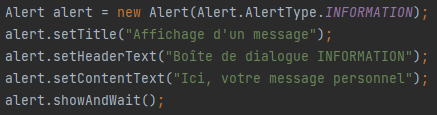 Alert alert = new Alert(Alert.AlertType.INFORMATION);
alert.setTitle("Affichage d'un message");
alert.setHeaderText("Boîte de dialogue INFORMATION");
alert.setContentText("Ici, votre message personnel");
alert.showAndWait();